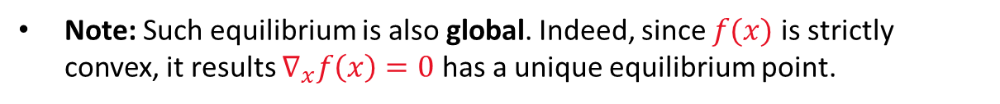 • Note: Such equilibrium is also global. Indeed, since f(x) is strictly
convex, it results ∇ₓf(x) = 0 has a unique equilibrium point.